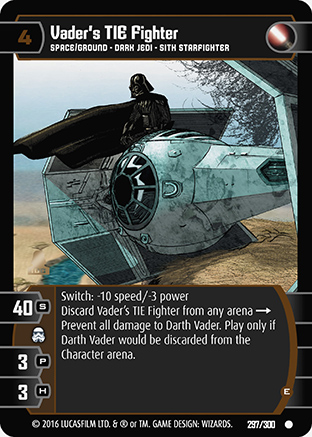 4
Vader's TIE Fighter
SPACE/GROUND - DARK JEDI - SITH STARFIGHTER
40 S
P
3
3 H
Switch: -10 speed/-3 power
Discard Vader's TIE Fighter from any arena →
Prevent all damage to Darth Vader. Play only if
Darth Vader would be discarded from the
Character arena.
E
© 2016 LUCASFILM LTD. & ® or TM. GAME DESIGN: WIZARDS.
297/300